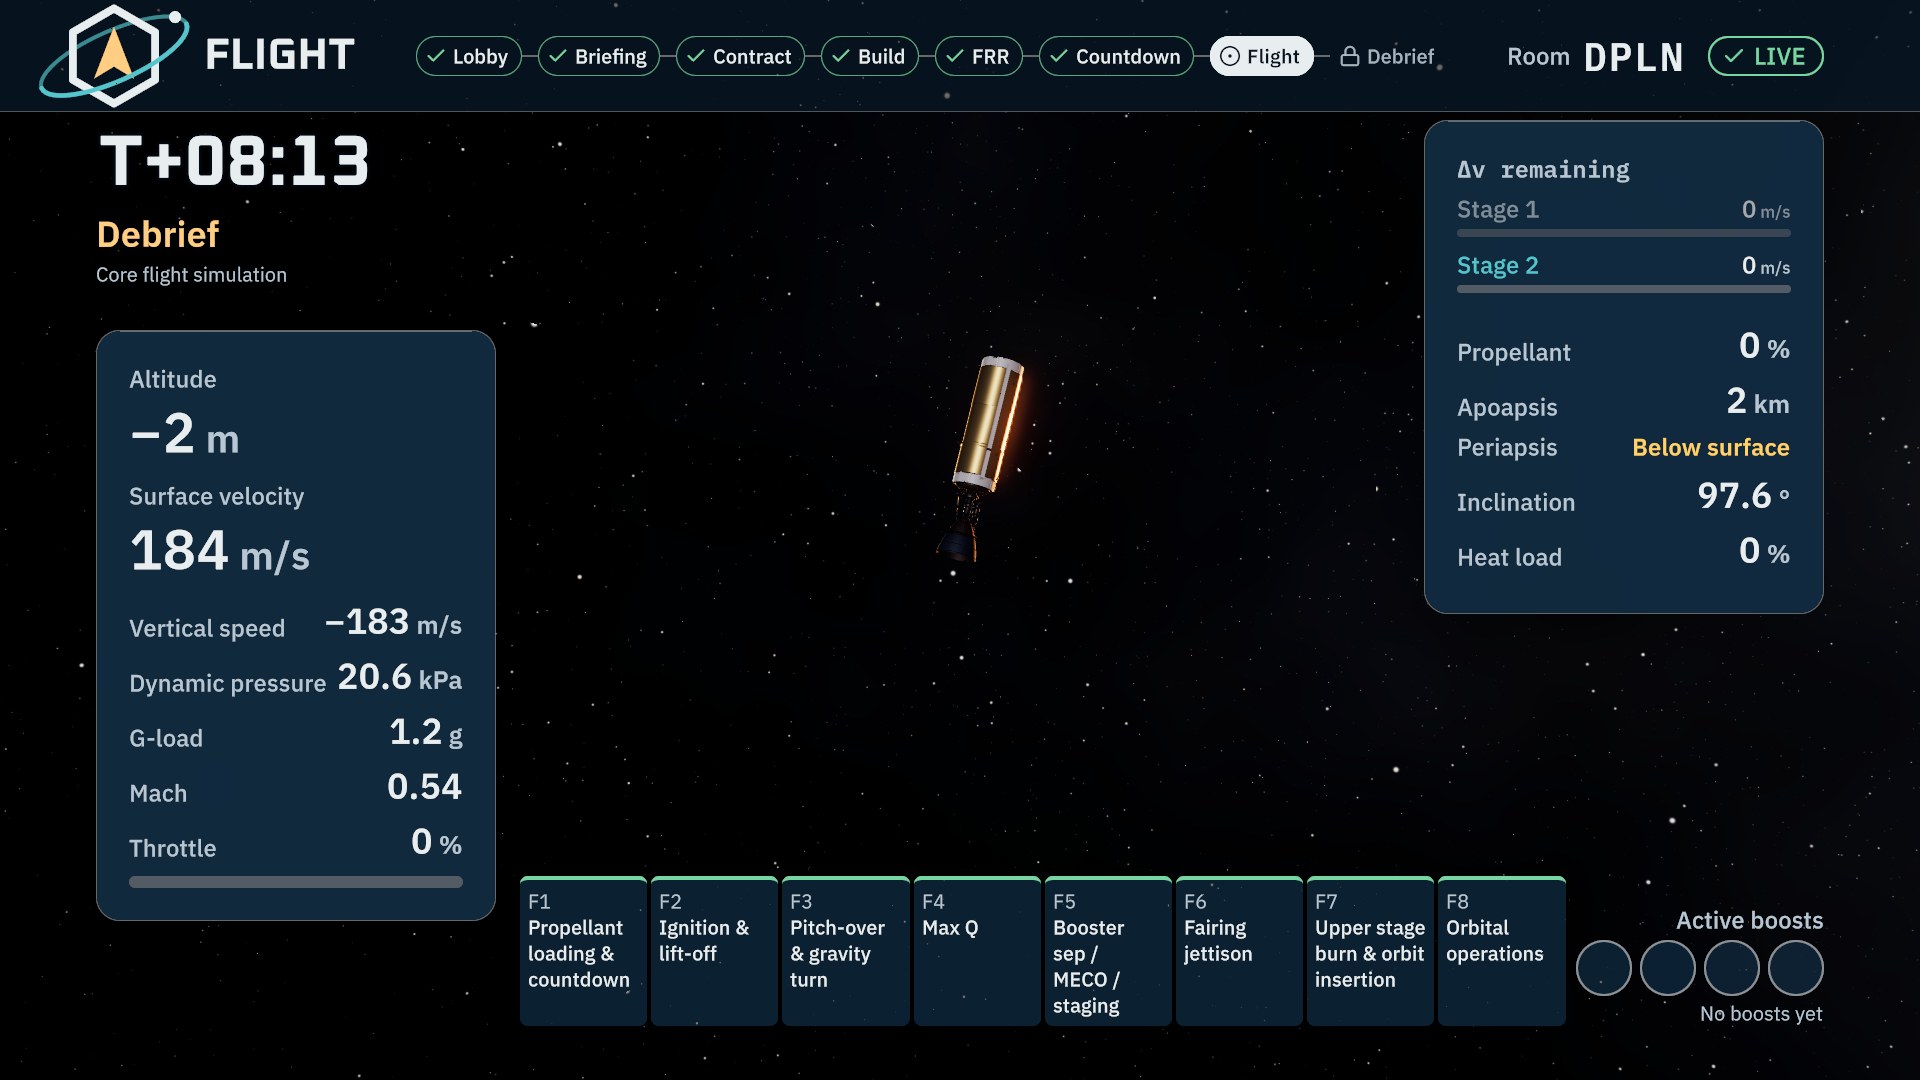 FLIGHT
Lobby
Briefing
Contract
Build
FRR
Countdown
Flight
Debrief
Room DPLN
LIVE
T+08:13
Debrief
Core flight simulation
Altitude
−2 m
Surface velocity
184 m/s
Vertical speed −183 m/s
Dynamic pressure 20.6 kPa
G-load 1.2 g
Mach 0.54
Throttle 0 %
Δv remaining
Stage 1 0 m/s
Stage 2 0 m/s
Propellant 0 %
Apoapsis 2 km
Periapsis Below surface
Inclination 97.6 °
Heat load 0 %
F1
Propellant
loading &
countdown
F2
Ignition &
lift-off
F3
Pitch-over
& gravity
turn
F4
Max Q
F5
Booster
sep /
MECO /
staging
F6
Fairing
jettison
F7
Upper stage
burn & orbit
insertion
F8
Orbital
operations
Active boosts
No boosts yet